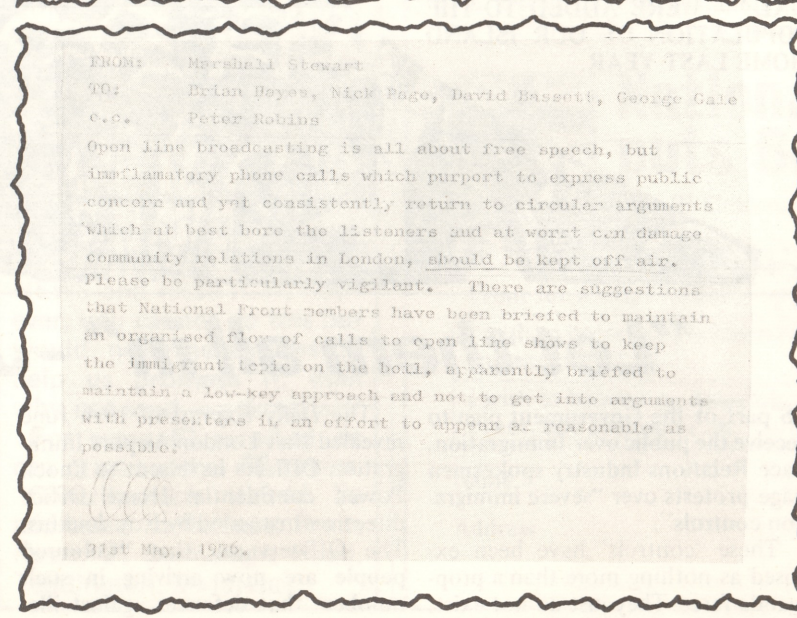 FROM: Marshall Stewart
TO: Brian Hayes, Nick Page, David Bassett, George Gale
c.c. Peter Robins
Open line broadcasting is all about free speech, but
immflamatory phone calls which purport to express public
concern and yet consistently return to circular arguments
which at best bore the listeners and at worst can damage
community relations in London, should be kept off air.
Please be particularly vigilant. There are suggestions
that National Front members have been briefed to maintain
an organised flow of calls to open line shows to keep
the immigrant topic on the boil, apparently briefed to
maintain a low-key approach and not to get into arguments
with presenters in an effort to appear as reasonable as
possible.
31st May, 1976.